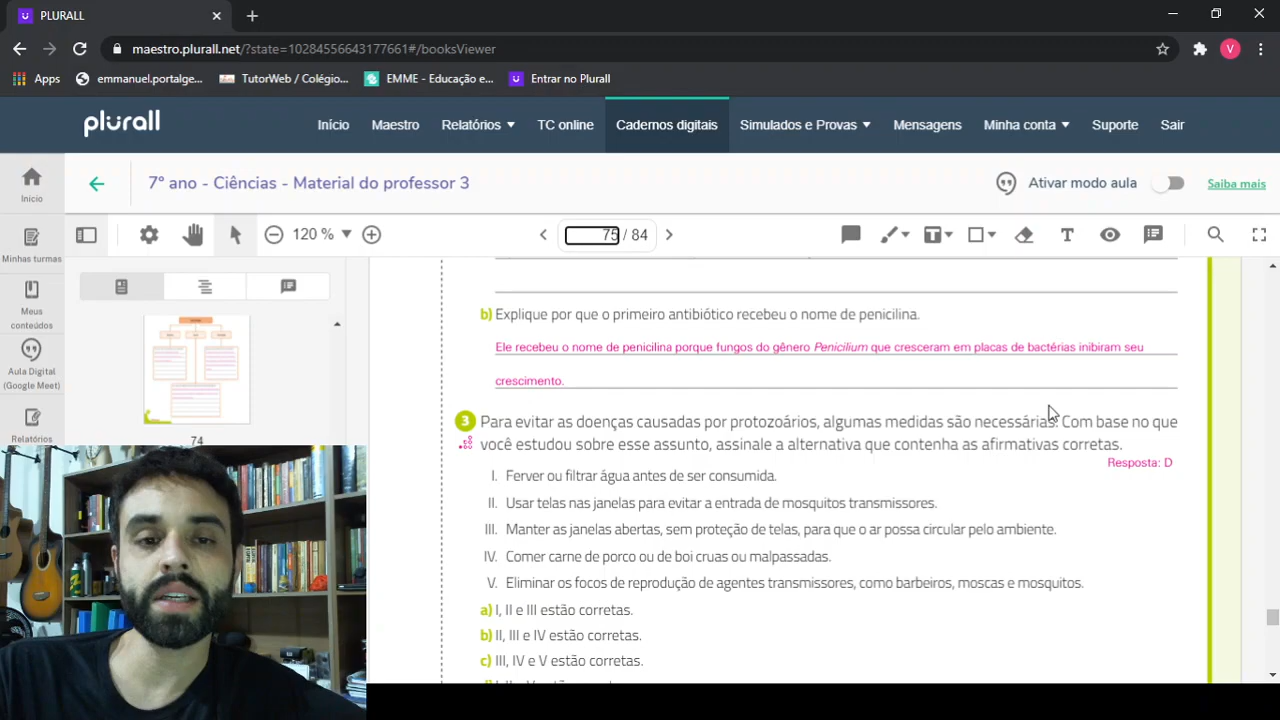 PLURALL
maestro.plurall.net/?state=10284556643177661#/booksViewer
V
Apps
emmanuel.portalge...
TutorWeb / Colégio...
EMME - Educação e...
Entrar no Plurall
plurall
Início
Maestro
Relatórios
TC online
Cadernos digitais
Simulados e Provas
Mensagens
Minha conta
Suporte
Sair
Início
7º ano - Ciências - Material do professor 3
Ativar modo aula
Saiba mais
Minhas turmas
120 %
75 / 84
Meus
conteúdos
Aula Digital
(Google Meet)
Relatórios
74
b) Explique por que o primeiro antibiótico recebeu o nome de penicilina.
Ele recebeu o nome de penicilina porque fungos do gênero Penicilium que cresceram em placas de bactérias inibiram seu
crescimento.
3 Para evitar as doenças causadas por protozoários, algumas medidas são necessárias. Com base no que
você estudou sobre esse assunto, assinale a alternativa que contenha as afirmativas corretas.
Resposta: D
I. Ferver ou filtrar água antes de ser consumida.
II. Usar telas nas janelas para evitar a entrada de mosquitos transmissores.
III. Manter as janelas abertas, sem proteção de telas, para que o ar possa circular pelo ambiente.
IV. Comer carne de porco ou de boi cruas ou malpassadas.
V. Eliminar os focos de reprodução de agentes transmissores, como barbeiros, moscas e mosquitos.
a) I, II e III estão corretas.
b) II, III e IV estão corretas.
c) III, IV e V estão corretas.